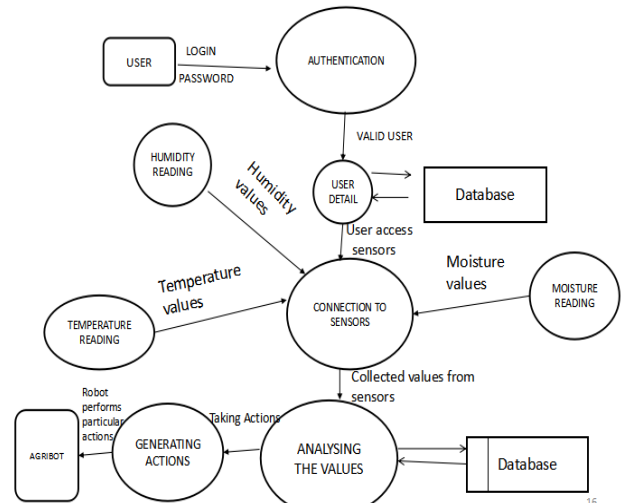 USER
LOGIN
PASSWORD
AUTHENTICATION
VALID USER
HUMIDITY
READING
Humidity
values
USER
DETAIL
Database
User access
sensors
Temperature
values
Moisture
values
TEMPERATURE
READING
CONNECTION TO
SENSORS
MOISTURE
READING
Collected values from
sensors
Robot
performs
particular
actions
Taking Actions
AGRIBOT
GENERATING
ACTIONS
ANALYSING
THE VALUES
Database
16